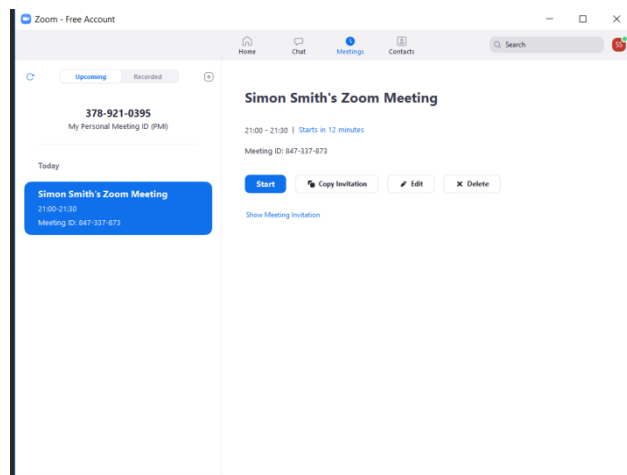 Zoom - Free Account
Home Chat Meetings Contacts
Search
SS
Upcoming Recorded
378-921-0395
My Personal Meeting ID (PMI)
Today
Simon Smith's Zoom Meeting
21:00-21:30
Meeting ID: 847-337-873
Simon Smith's Zoom Meeting
21:00 - 21:30 | Starts in 12 minutes
Meeting ID: 847-337-873
Start Copy Invitation Edit Delete
Show Meeting Invitation